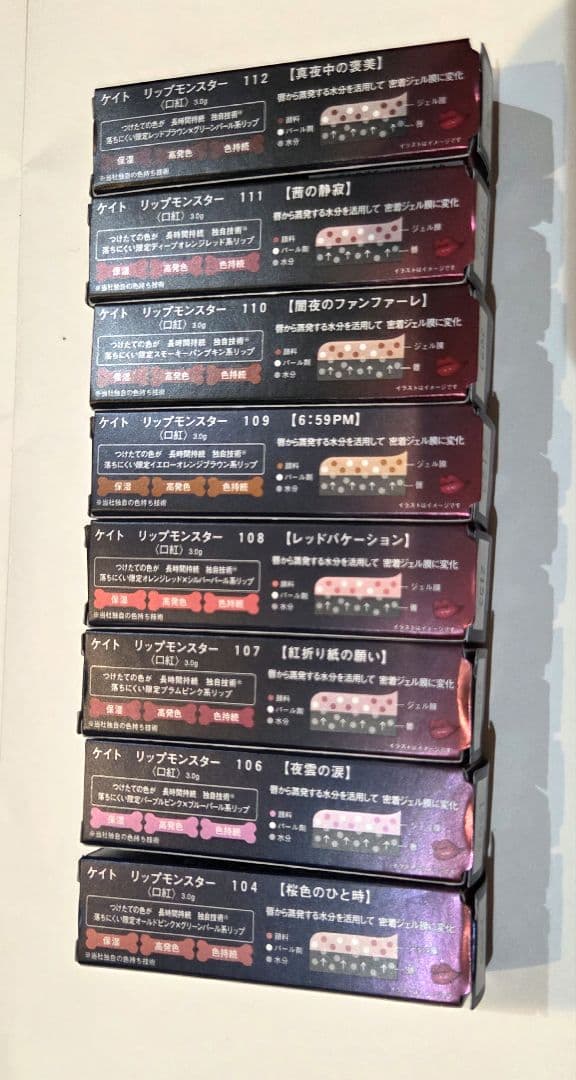 ケイト リップモンスター 112 【真夜中の褒美】
〈口紅〉3.0g
唇から蒸発する水分を活用して 密着ジェル膜に変化
つけたての色が 長時間持続 独自技術※
落ちにくい限定レッドブラウン×グリーンパール系リップ
保湿 高発色 色持続
※当社独自の色持ち技術
顔料
パール剤
水分
ジェル膜
唇
イラストはイメージです
ケイト リップモンスター 111 【茜の静寂】
〈口紅〉3.0g
唇から蒸発する水分を活用して 密着ジェル膜に変化
つけたての色が 長時間持続 独自技術※
落ちにくい限定ディープオレンジレッド系リップ
保湿 高発色 色持続
※当社独自の色持ち技術
顔料
パール剤
水分
ジェル膜
唇
イラストはイメージです
ケイト リップモンスター 110 【闇夜のファンファーレ】
〈口紅〉3.0g
唇から蒸発する水分を活用して 密着ジェル膜に変化
つけたての色が 長時間持続 独自技術※
落ちにくい限定スモーキーパンプキン系リップ
保湿 高発色 色持続
※当社独自の色持ち技術
顔料
パール剤
水分
ジェル膜
唇
イラストはイメージです
ケイト リップモンスター 109 【6:59PM】
〈口紅〉3.0g
唇から蒸発する水分を活用して 密着ジェル膜に変化
つけたての色が 長時間持続 独自技術※
落ちにくい限定イエローオレンジブラウン系リップ
保湿 高発色 色持続
※当社独自の色持ち技術
顔料
パール剤
水分
ジェル膜
唇
イラストはイメージです
ケイト リップモンスター 108 【レッドバケーション】
〈口紅〉3.0g
唇から蒸発する水分を活用して 密着ジェル膜に変化
つけたての色が 長時間持続 独自技術※
落ちにくい限定オレンジレッド×シルバーパール系リップ
保湿 高発色 色持続
※当社独自の色持ち技術
顔料
パール剤
水分
ジェル膜
唇
イラストはイメージです
ケイト リップモンスター 107 【紅折り紙の願い】
〈口紅〉3.0g
唇から蒸発する水分を活用して 密着ジェル膜に変化
つけたての色が 長時間持続 独自技術※
落ちにくい限定プラムピンク系リップ
保湿 高発色 色持続
※当社独自の色持ち技術
顔料
パール剤
水分
ジェル膜
唇
イラストはイメージです
ケイト リップモンスター 106 【夜雲の涙】
〈口紅〉3.0g
唇から蒸発する水分を活用して 密着ジェル膜に変化
つけたての色が 長時間持続 独自技術※
落ちにくい限定パープルピンク×ブルーパール系リップ
保湿 高発色 色持続
※当社独自の色持ち技術
顔料
パール剤
水分
唇
ケイト リップモンスター 104 【桜色のひと時】
〈口紅〉3.0g
唇から蒸発する水分を活用して 密着ジェル膜に変化
つけたての色が 長時間持続 独自技術※
落ちにくい限定オールドピンク×グリーンパール系リップ
保湿 高発色 色持続
※当社独自の色持ち技術
顔料
パール剤
水分
唇